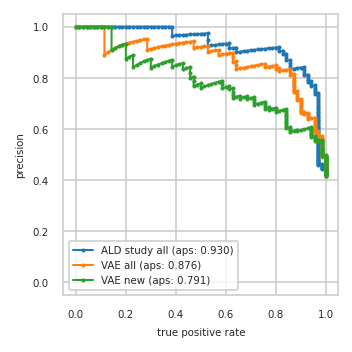 1.0
0.8
0.6
0.4
0.2
0.0
precision
ALD study all (aps: 0.930)
VAE all (aps: 0.876)
VAE new (aps: 0.791)
0.0 0.2 0.4 0.6 0.8 1.0
true positive rate